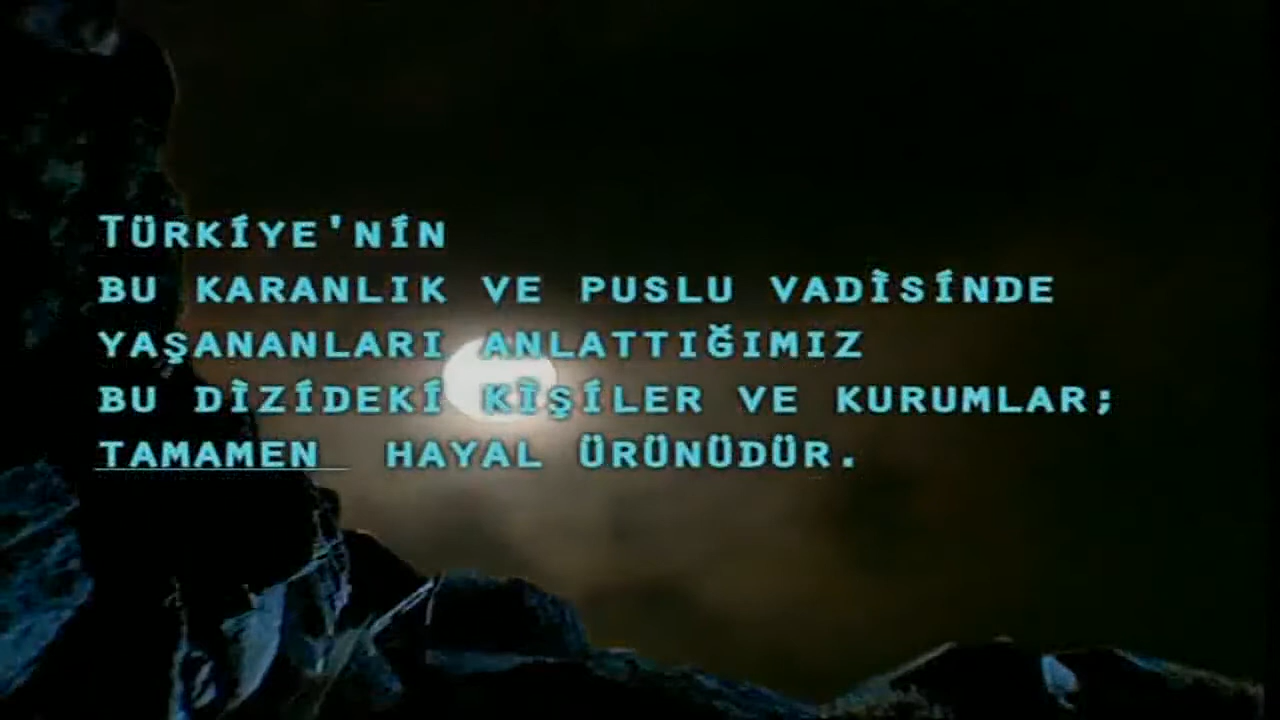 TÜRKİYE'NİN
BU KARANLIK VE PUSLU VADİSİNDE
YAŞANANLARI ANLATTIĞIMIZ
BU DİZİDEKİ KİŞİLER VE KURUMLAR;
TAMAMEN HAYAL ÜRÜNÜDÜR.